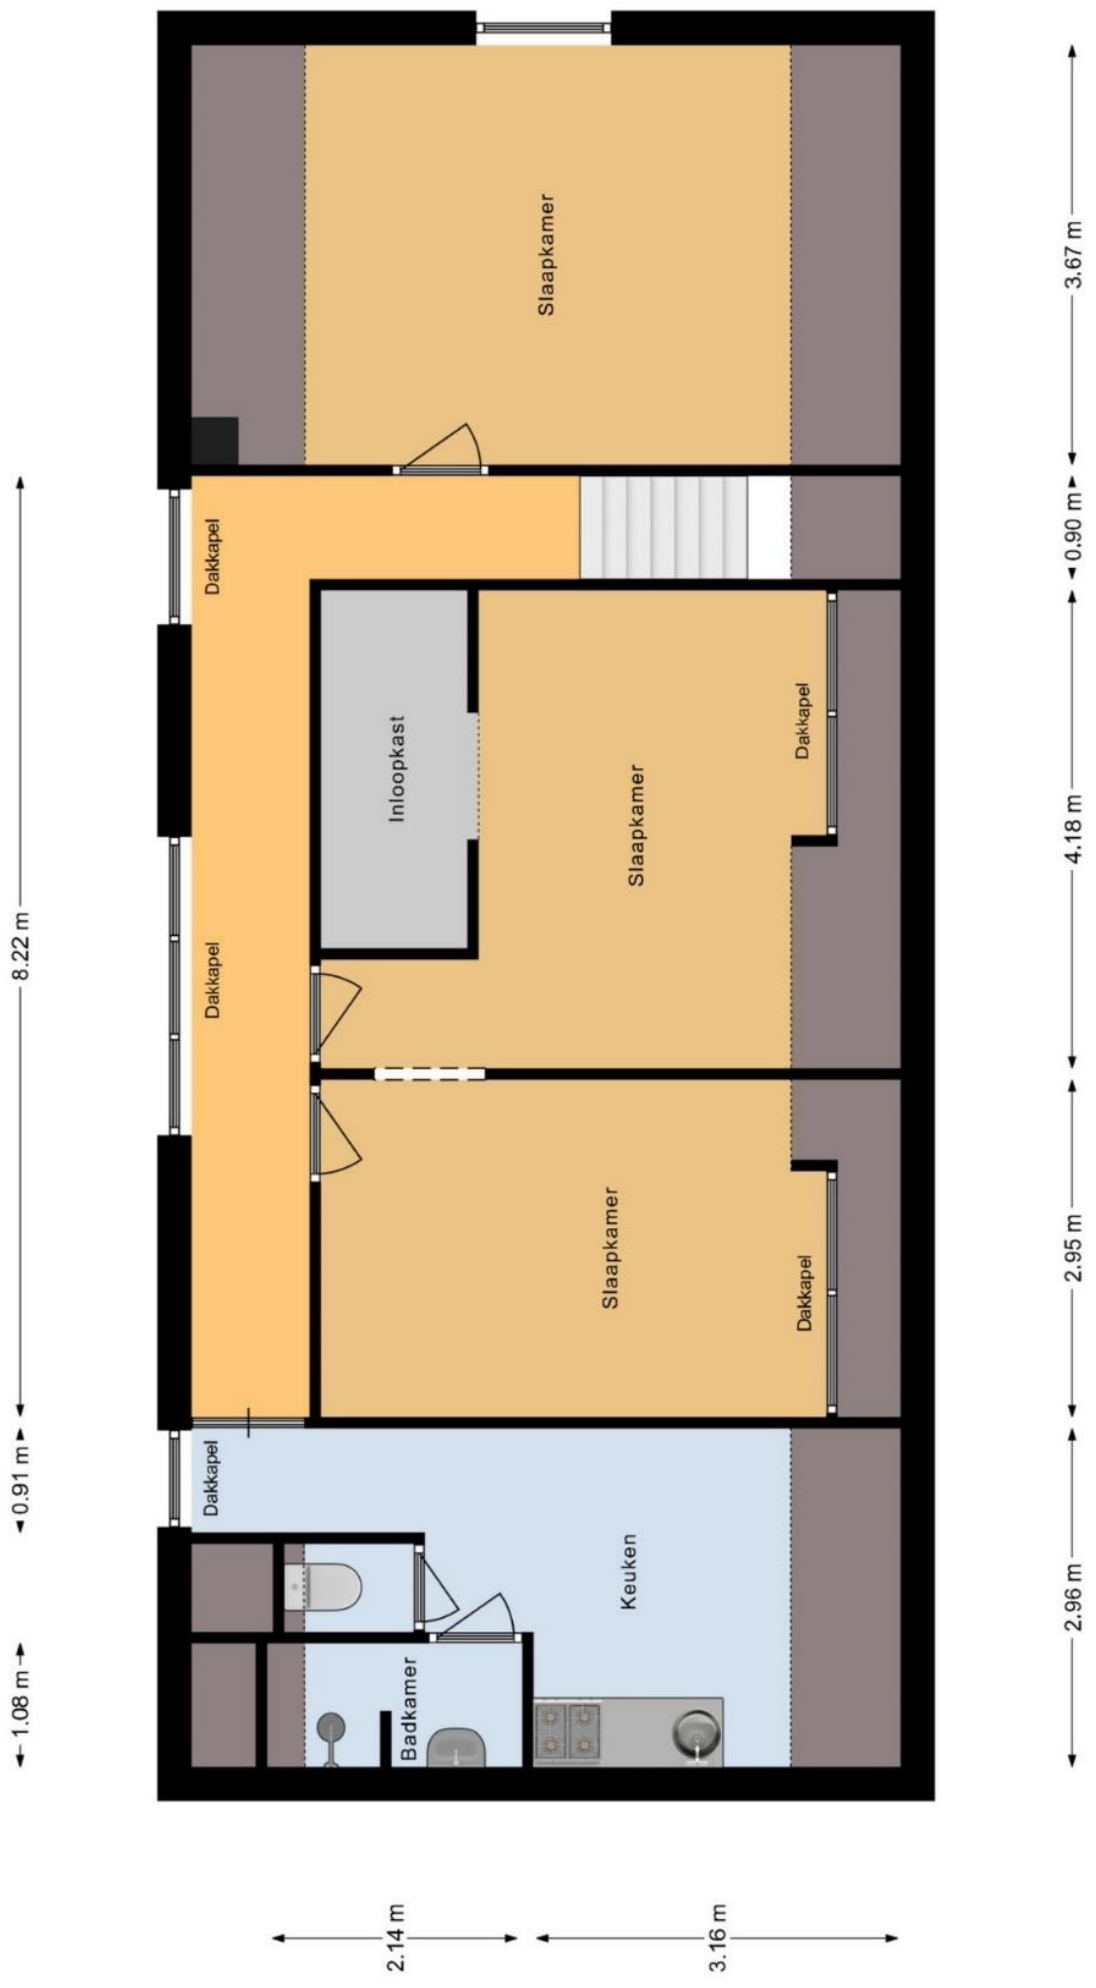 Slaapkamer
3.67 m
Dakkapel
0.90 m
Inloopkast
Slaapkamer
Dakkapel
4.18 m
Dakkapel
8.22 m
Slaapkamer
Dakkapel
2.95 m
Dakkapel
0.91 m
Keuken
2.96 m
Badkamer
1.08 m
2.14 m
3.16 m